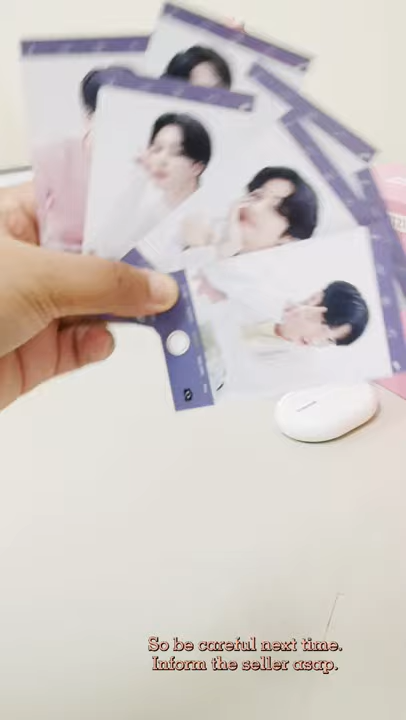 So be careful next time.
Inform the seller asap.